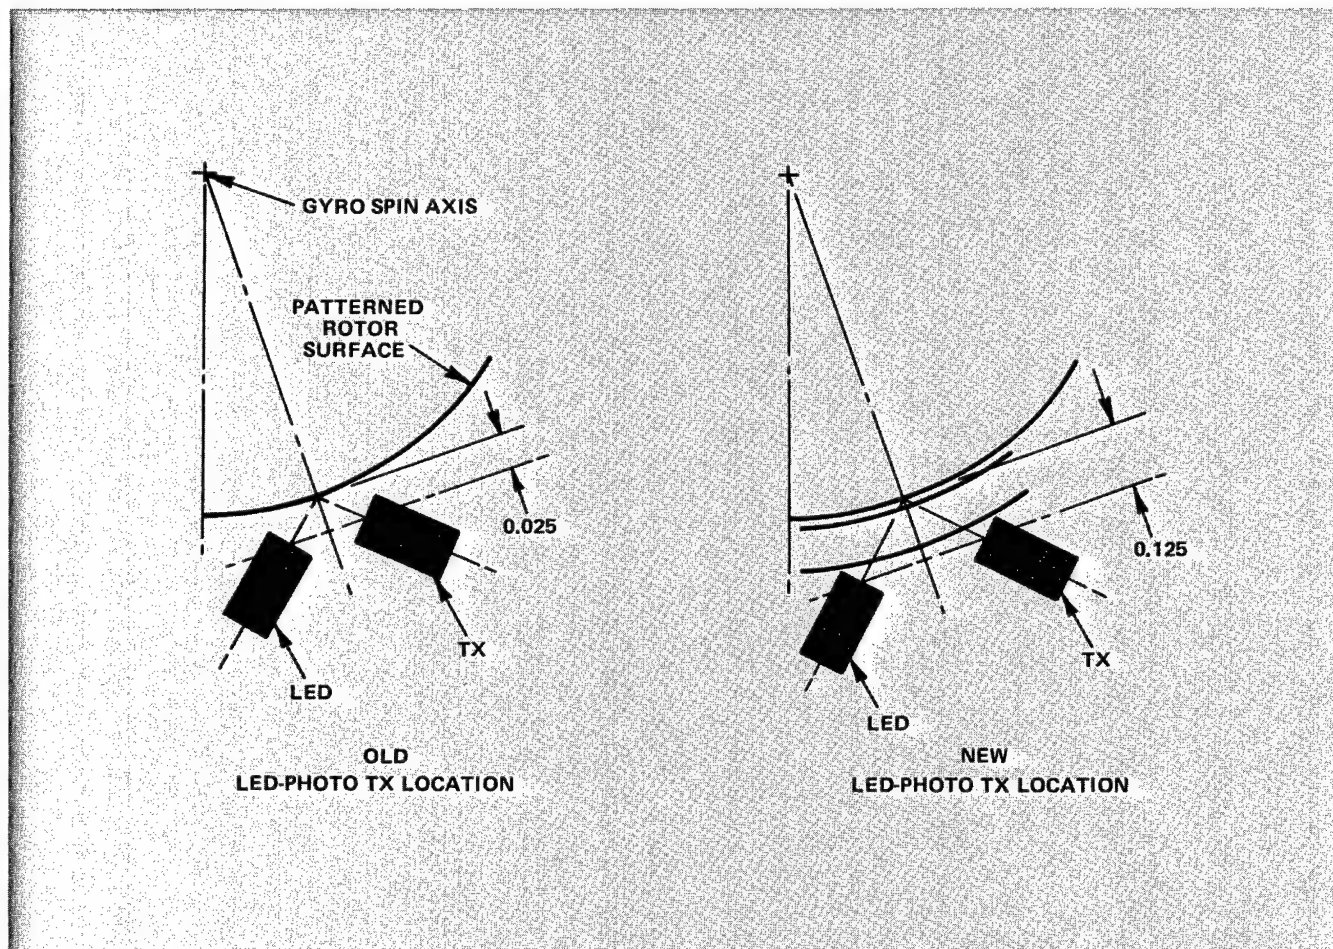 GYRO SPIN AXIS
PATTERNED
ROTOR
SURFACE
0.025
TX
LED
OLD
LED-PHOTO TX LOCATION
0.125
TX
LED
NEW
LED-PHOTO TX LOCATION